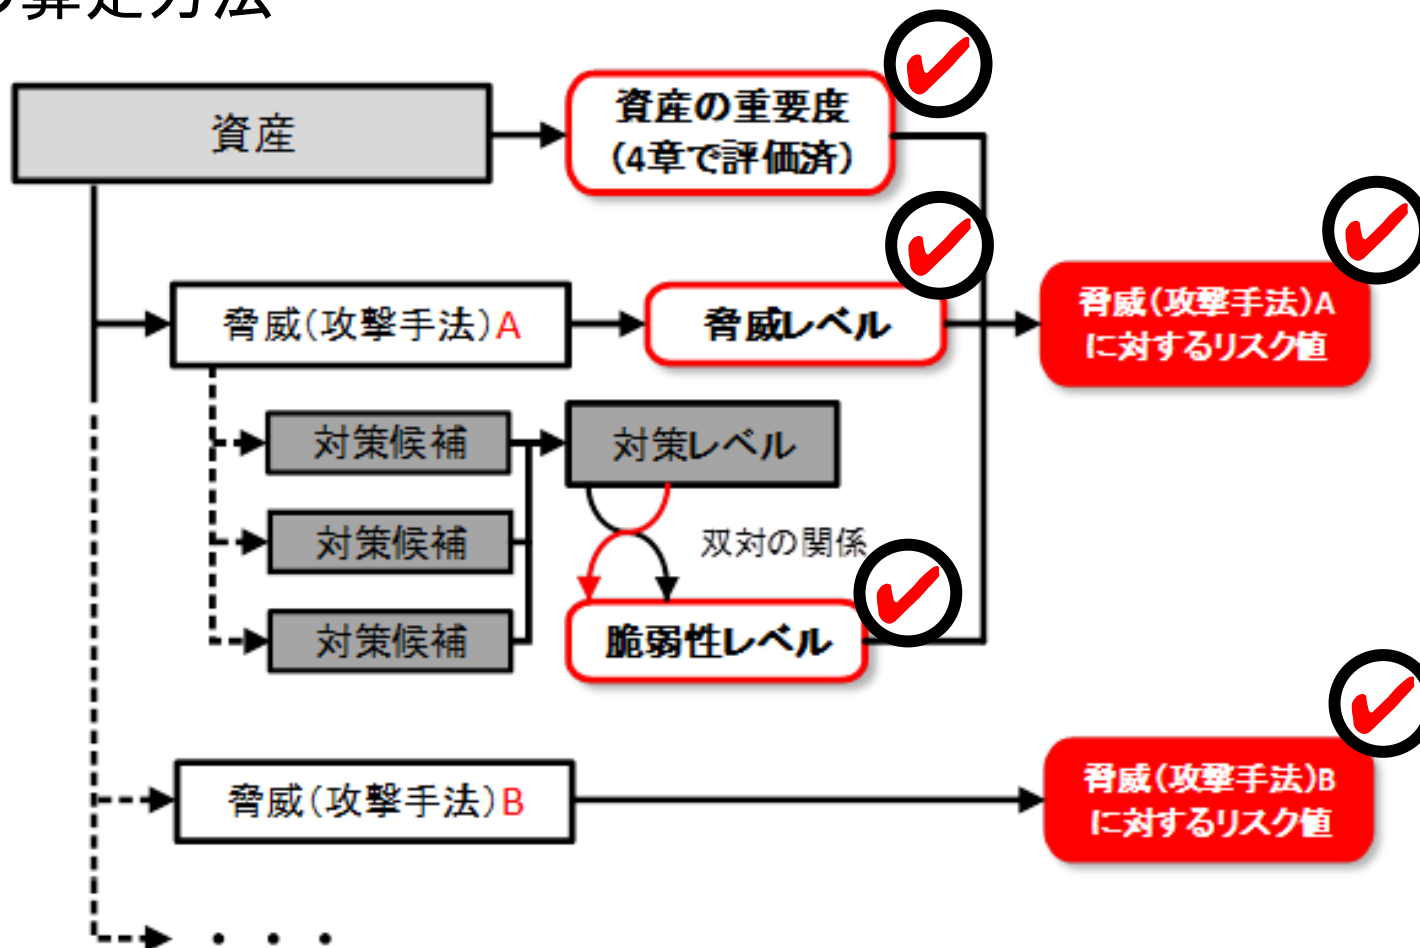 算定方法
資産
資産の重要度
(4章で評価済)
脅威(攻撃手法)A
脅威レベル
脅威(攻撃手法)A
に対するリスク値
対策候補
対策レベル
対策候補
双対の関係
対策候補
脆弱性レベル
脅威(攻撃手法)B
脅威(攻撃手法)B
に対するリスク値
・・・